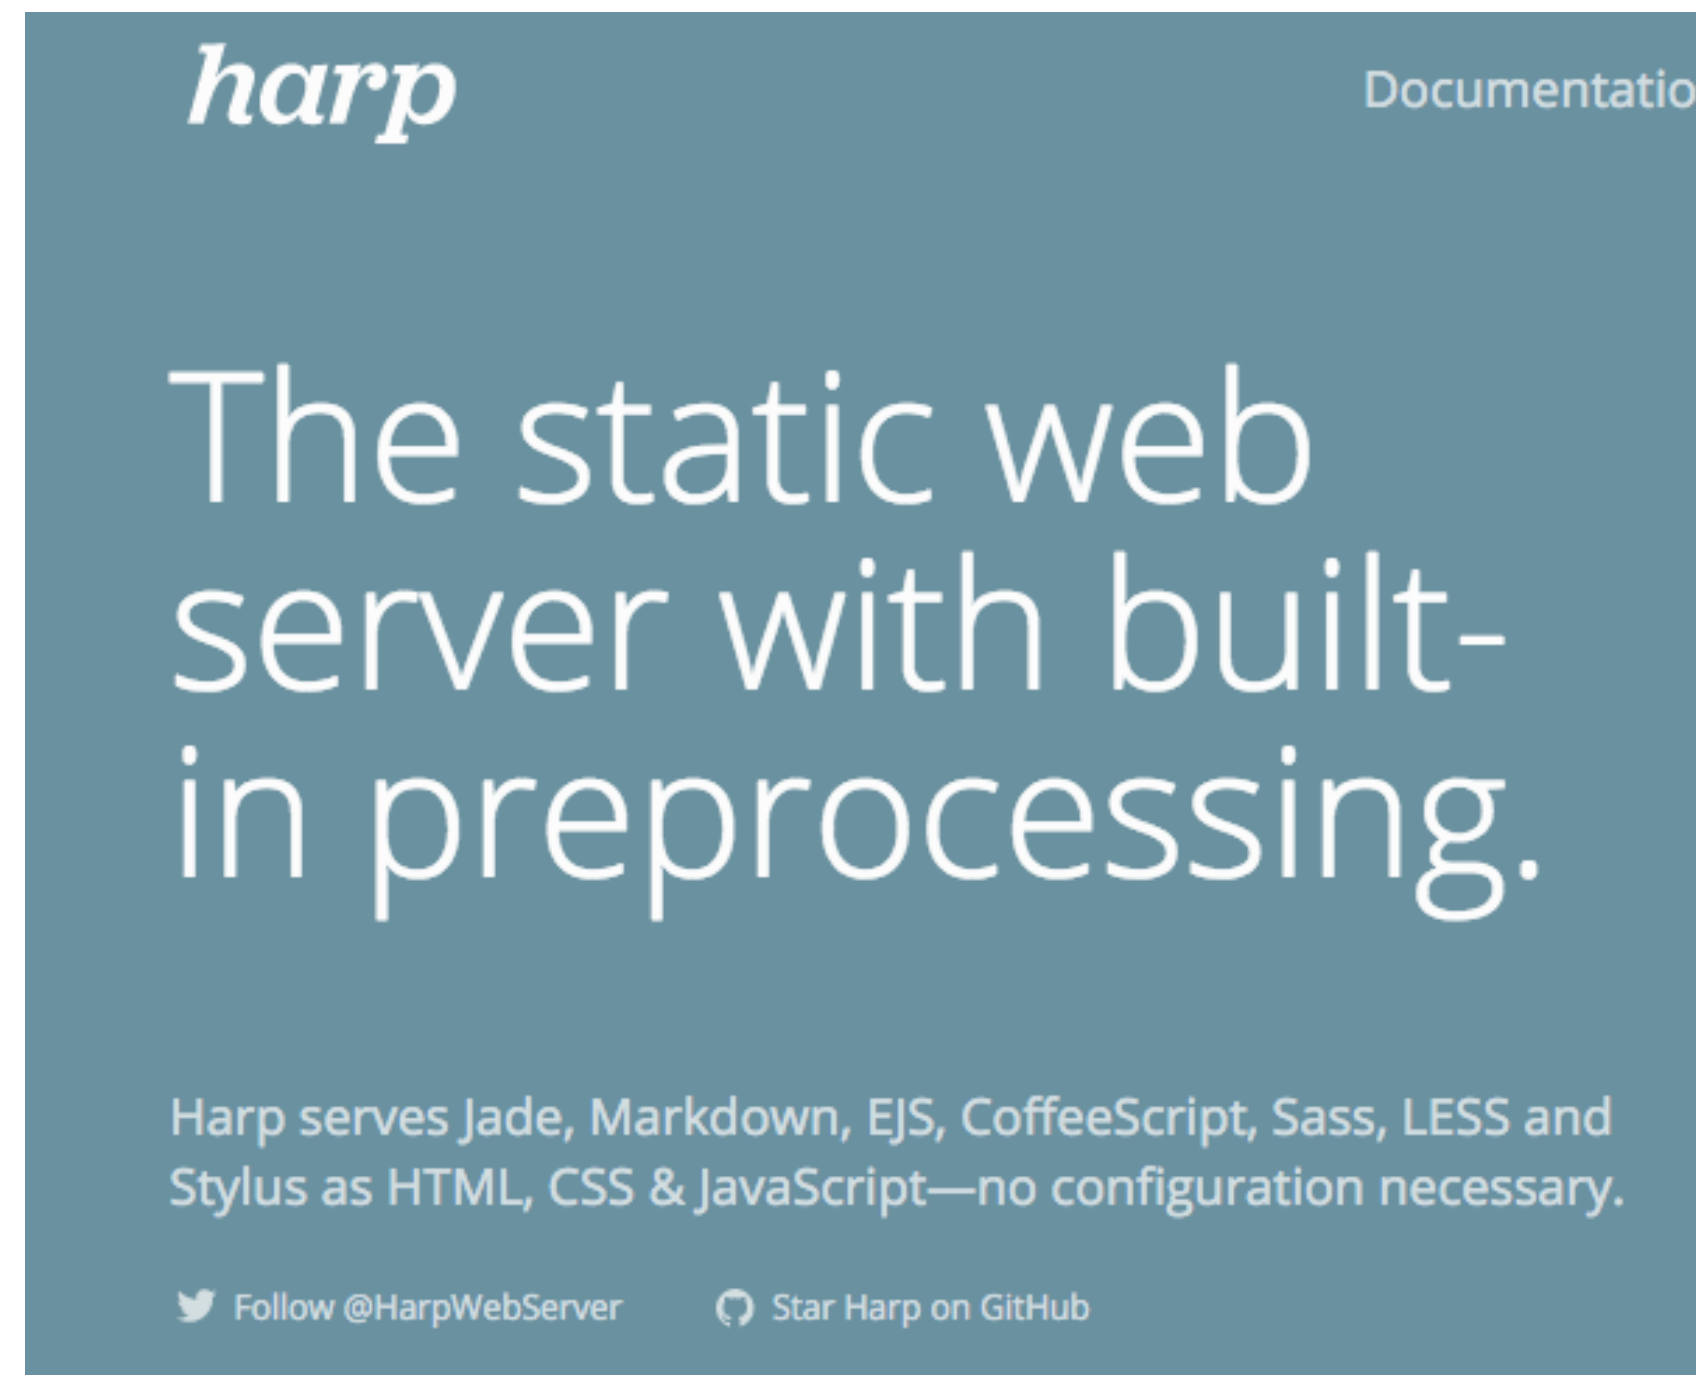 harp
Documentatio
The static web
server with built-
in preprocessing.
Harp serves Jade, Markdown, EJS, CoffeeScript, Sass, LESS and
Stylus as HTML, CSS & JavaScript—no configuration necessary.
Follow @HarpWebServer
Star Harp on GitHub